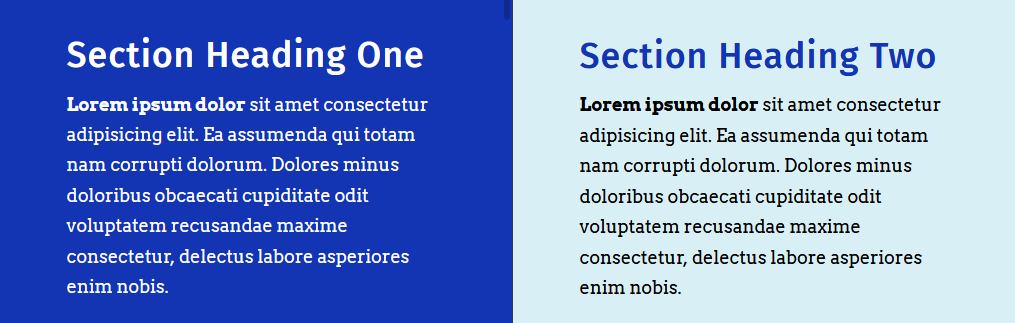 Section Heading One
Lorem ipsum dolor sit amet consectetur
adipisicing elit. Ea assumenda qui totam
nam corrupti dolorum. Dolores minus
doloribus obcaecati cupiditate odit
voluptatem recusandae maxime
consectetur, delectus labore asperiores
enim nobis.
Section Heading Two
Lorem ipsum dolor sit amet consectetur
adipisicing elit. Ea assumenda qui totam
nam corrupti dolorum. Dolores minus
doloribus obcaecati cupiditate odit
voluptatem recusandae maxime
consectetur, delectus labore asperiores
enim nobis.